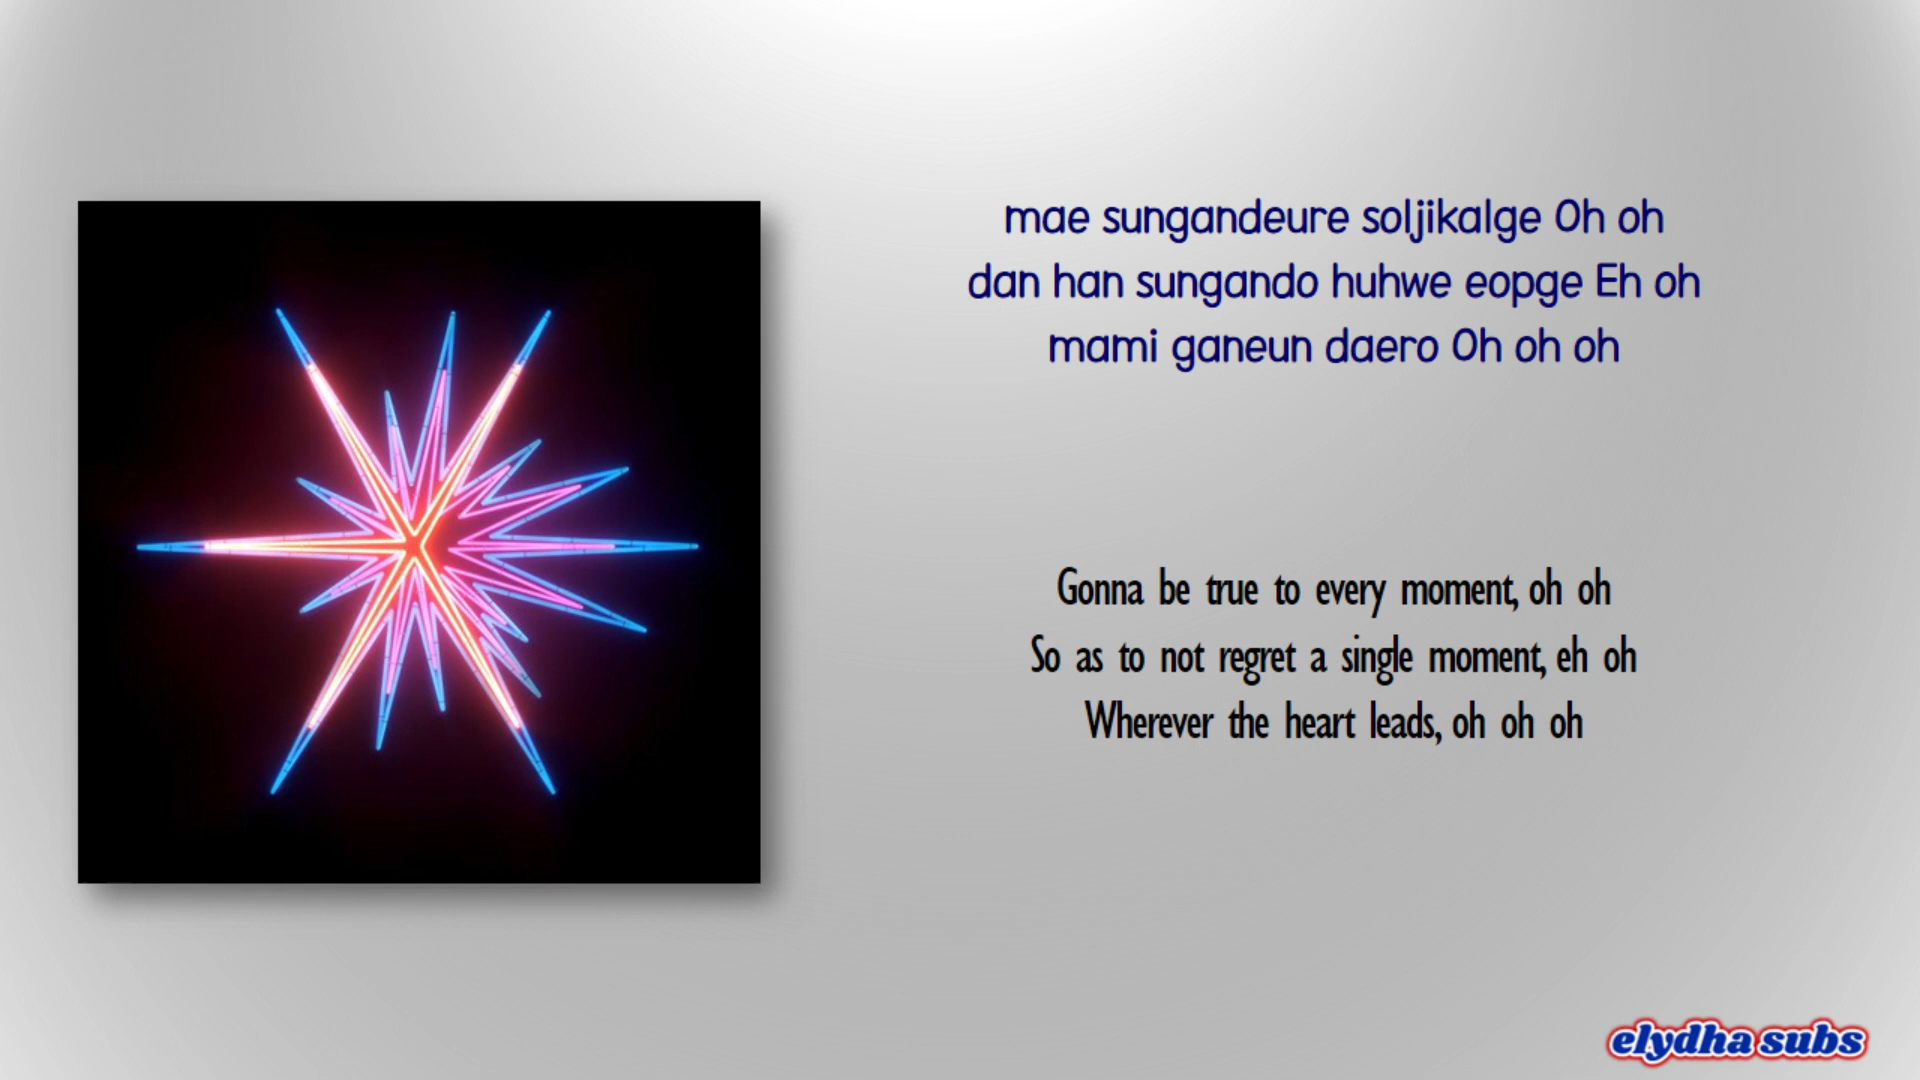 mae sungandeure soljikalge Oh oh
dan han sungando huhwe eopge Eh oh
mami ganeun daero Oh oh oh
Gonna be true to every moment, oh oh
So as to not regret a single moment, eh oh
Wherever the heart leads, oh oh oh
elydha subs